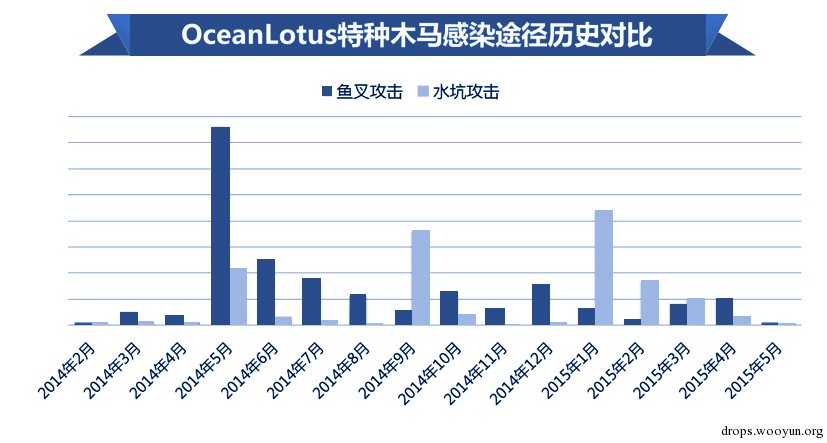 OceanLotus特种木马感染途径历史对比
鱼叉攻击 水坑攻击
2014年2月
2014年3月
2014年4月
2014年5月
2014年6月
2014年7月
2014年8月
2014年9月
2014年10月
2014年11月
2014年12月
2015年1月
2015年2月
2015年3月
2015年4月
2015年5月
drops.wooyun.org